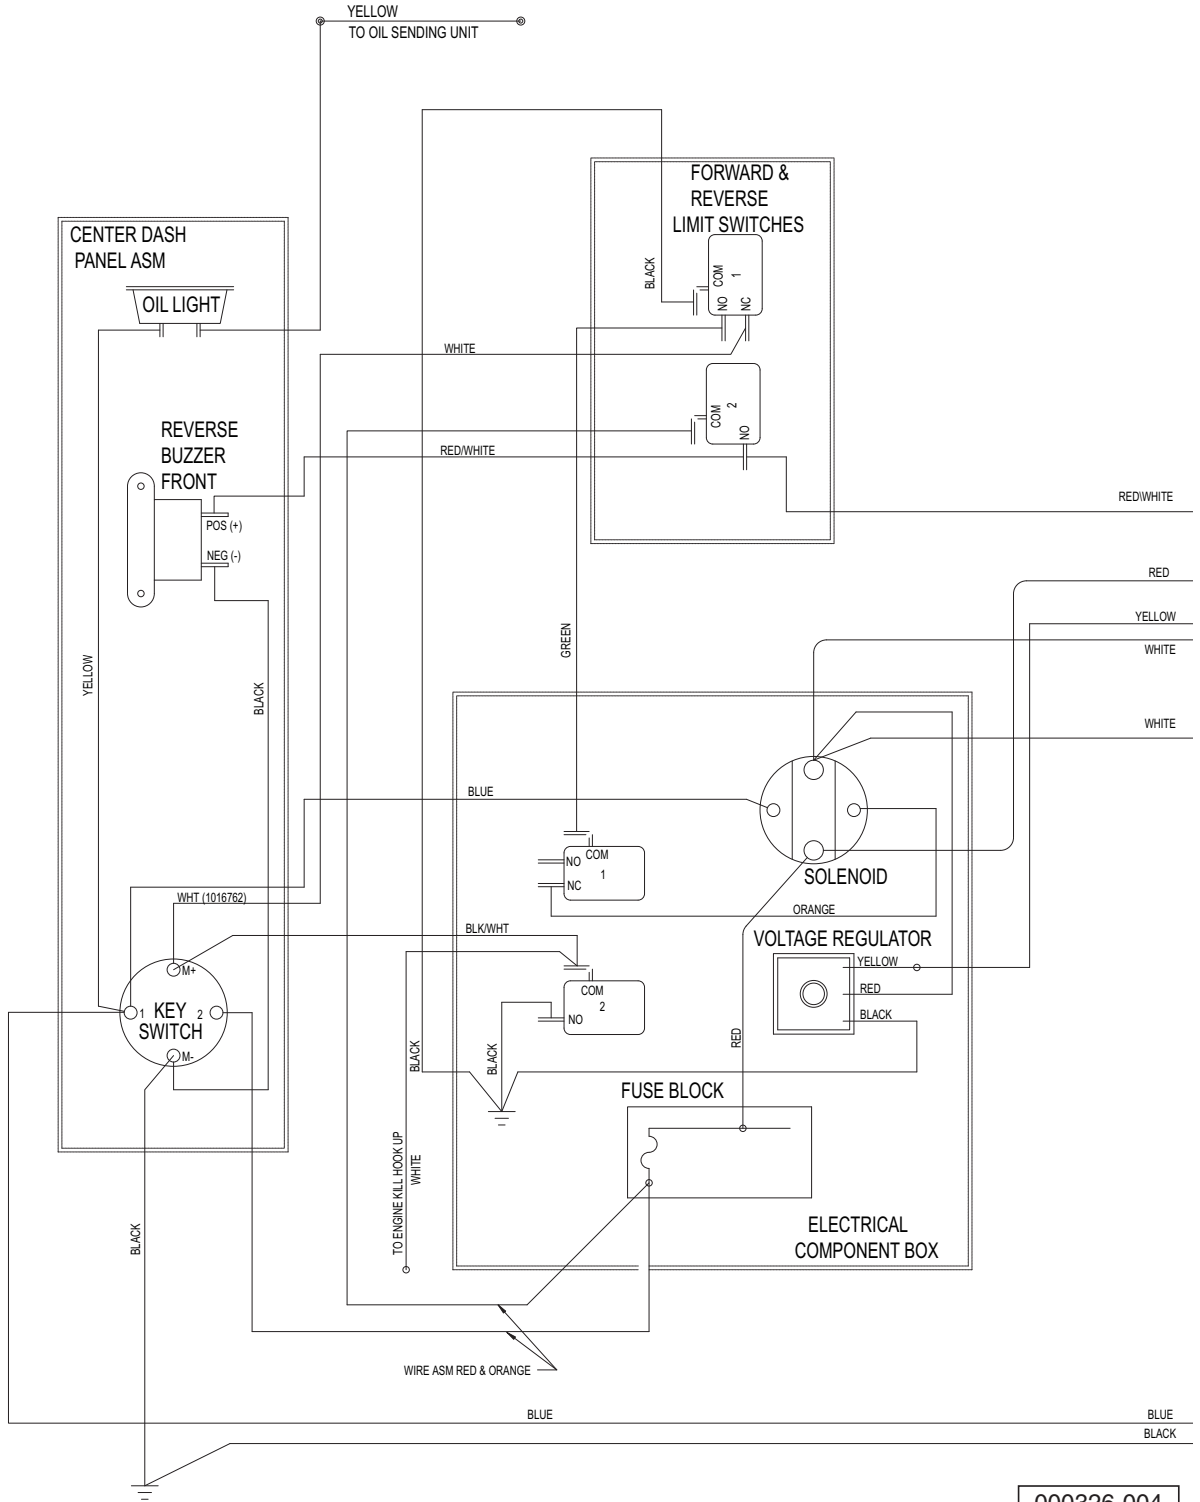 YELLOW
TO OIL SENDING UNIT
FORWARD &
REVERSE
LIMIT SWITCHES
CENTER DASH
PANEL ASM
OIL LIGHT
BLACK
COM
1
NO
NC
WHITE
COM
2
NO
REVERSE
BUZZER
FRONT
RED/WHITE
RED\WHITE
POS (+)
NEG (-)
RED
YELLOW
WHITE
GREEN
YELLOW
BLACK
WHITE
BLUE
NO
COM
1
NC
SOLENOID
WHT (1016762)
ORANGE
BLK/WHT
VOLTAGE REGULATOR
YELLOW
M+
RED
COM
2
NO
1
KEY
2
SWITCH
BLACK
M-
BLACK
BLACK
RED
FUSE BLOCK
TO ENGINE KILL HOOK UP
WHITE
BLACK
ELECTRICAL
COMPONENT BOX
WIRE ASM RED & ORANGE
BLUE
BLUE
BLACK
000326-004